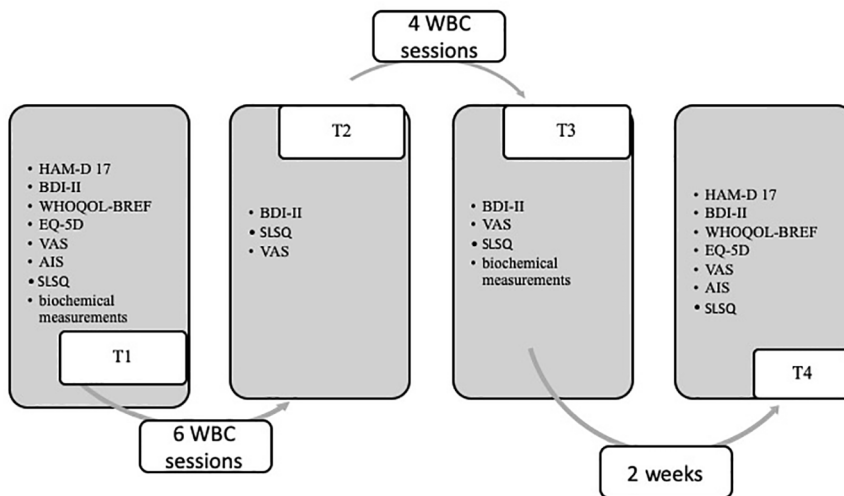 4 WBC
sessions
T2
T3
• HAM-D 17
• BDI-II
• WHOQOL-BREF
• EQ-5D
• VAS
• AIS
• SLSQ
• biochemical
measurements
T1
• BDI-II
• SLSQ
• VAS
• BDI-II
• VAS
• SLSQ
• biochemical
measurements
• HAM-D 17
• BDI-II
• WHOQOL-BREF
• EQ-5D
• VAS
• AIS
• SLSQ
T4
6 WBC
sessions
2 weeks